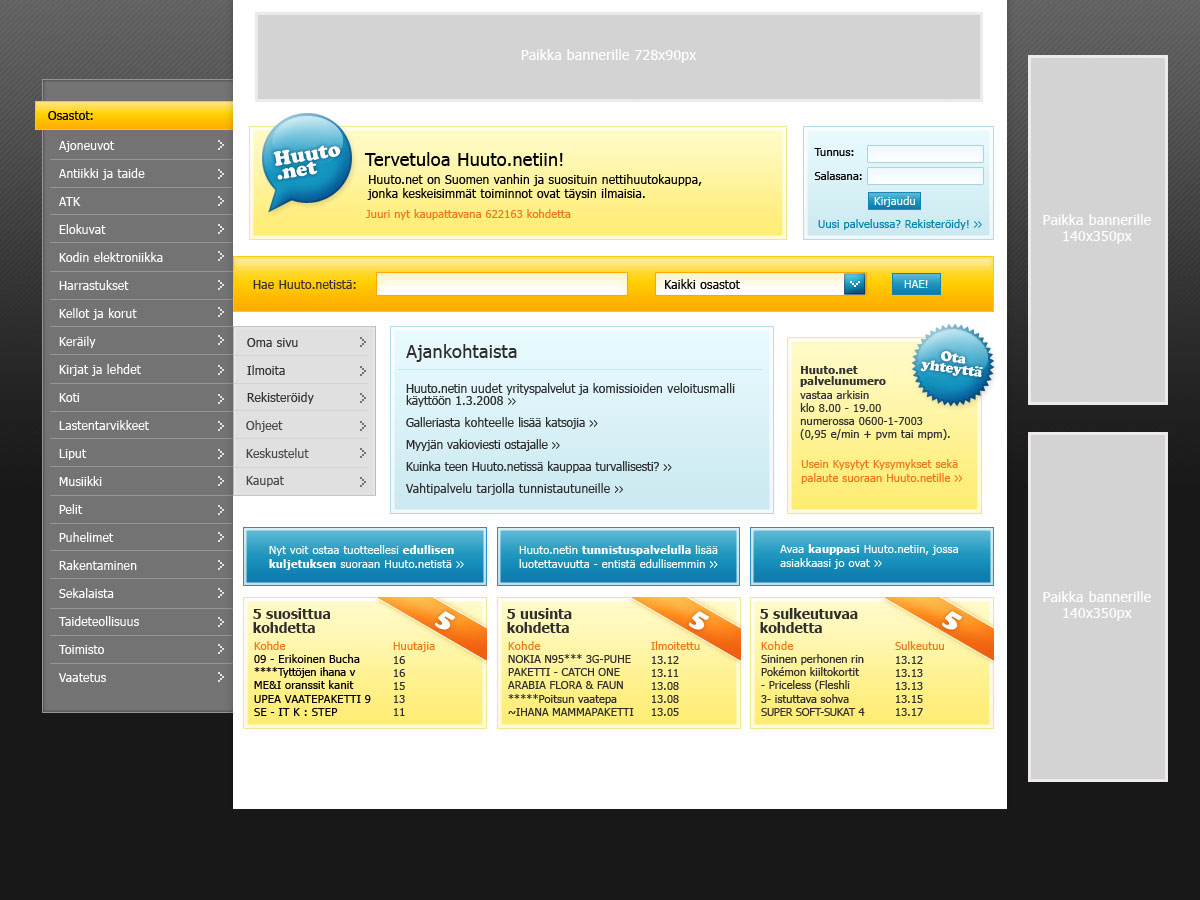 Paikka bannerille 728x90px
Osastot:
Ajoneuvot
Antiikki ja taide
ATK
Elokuvat
Kodin elektroniikka
Harrastukset
Kellot ja korut
Keräily
Kirjat ja lehdet
Koti
Lastentarvikkeet
Liput
Musiikki
Pelit
Puhelimet
Rakentaminen
Sekalaista
Taideteollisuus
Toimisto
Vaatetus
Huuto
.net
Tervetuloa Huuto.netiin!
Huuto.net on Suomen vanhin ja suosituin nettihuutokauppa,
jonka keskeisimmät toiminnot ovat täysin ilmaisia.
Juuri nyt kaupattavana 622163 kohdetta
Tunnus:
Salasana:
Kirjaudu
Uusi palvelussa? Rekisteröidy! »
Hae Huuto.netistä:
Kaikki osastot
HAE!
Oma sivu
Ilmoita
Rekisteröidy
Ohjeet
Keskustelut
Kaupat
Ajankohtaista
Huuto.netin uudet yrityspalvelut ja komissioiden veloitusmalli
käyttöön 1.3.2008 »
Galleriasta kohteelle lisää katsojia »
Myyjän vakioviesti ostajalle »
Kuinka teen Huuto.netissä kauppaa turvallisesti? »
Vahtipalvelu tarjolla tunnistautuneille »
Ota
yhteyttä
Huuto.net
palvelunumero
vastaa arkisin
klo 8.00 - 19.00
numerossa 0600-1-7003
(0,95 e/min + pvm tai mpm).
Usein Kysytyt Kysymykset sekä
palaute suoraan Huuto.netille »
Nyt voit ostaa tuotteellesi edullisen
kuljetuksen suoraan Huuto.netistä »
Huuto.netin tunnistuspalvelulla lisää
luotettavuutta - entistä edullisemmin »
Avaa kauppasi Huuto.netiin, jossa
asiakkaasi jo ovat »
5 suosittua
kohdetta
5
Kohde Huutajia
09 - Erikoinen Bucha 16
****Tyttöjen ihana v 16
ME&I oranssit kanit 15
UPEA VAATEPAKETTI 9 13
SE - IT K : STEP 11
5 uusinta
kohdetta
5
Kohde Ilmoitettu
NOKIA N95*** 3G-PUHE 13.12
PAKETTI - CATCH ONE 13.11
ARABIA FLORA & FAUN 13.08
*****Poitsun vaatepa 13.08
~IHANA MAMMAPAKETTI 13.05
5 sulkeutuvaa
kohdetta
5
Kohde Sulkeutuu
Sininen perhonen rin 13.12
Pokémon kiiltokortit 13.13
- Priceless (Fleshli 13.13
3- istuttava sohva 13.15
SUPER SOFT-SUKAT 4 13.17
Paikka bannerille
140x350px
Paikka bannerille
140x350px